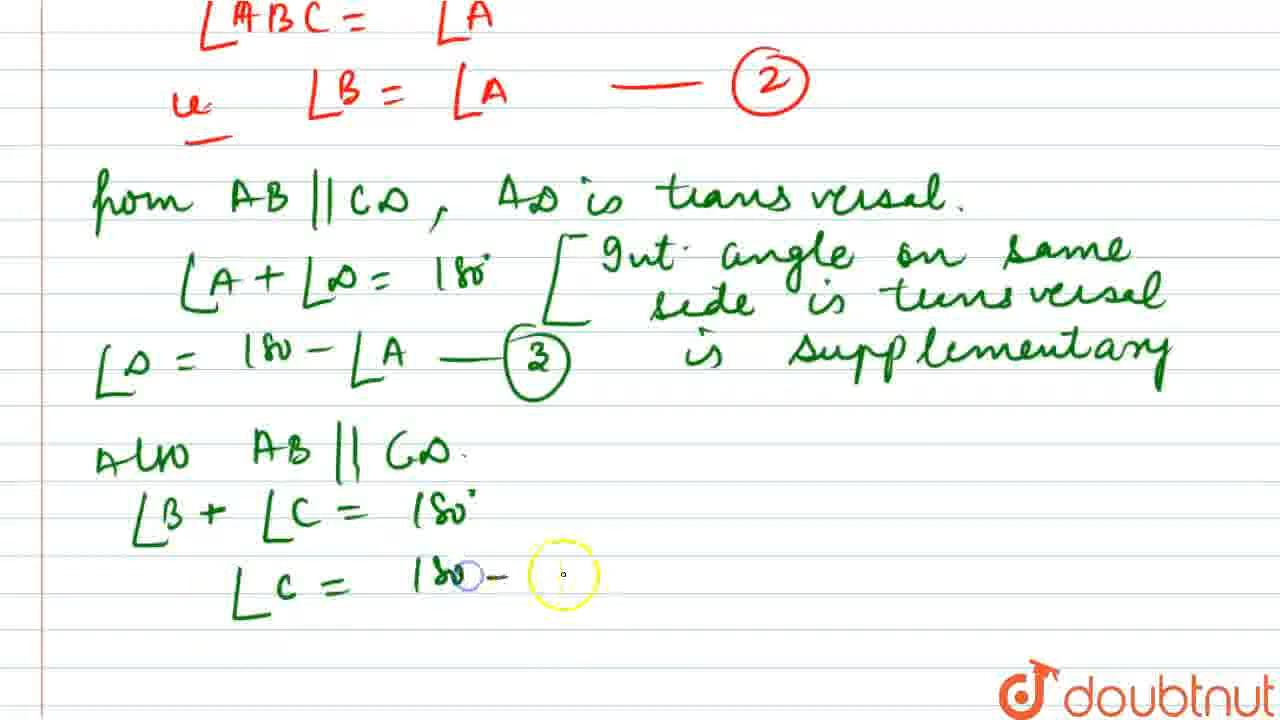 ∠ABC = ∠A
ie ∠B = ∠A — 2
from AB || CD, AD is transversal.
∠A + ∠D = 180° [Int. angle on same
side is transversal
is supplementary
∠D = 180 - ∠A — 3
Also AB || CD.
∠B + ∠C = 180°
∠C = 180 -
doubtnut